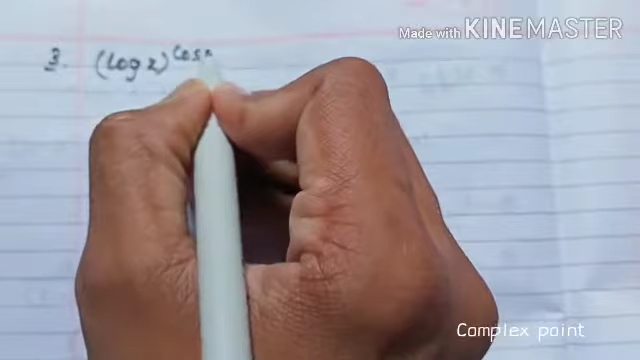 Made with KINEMASTER
3. (log x)^cos x
Complex point